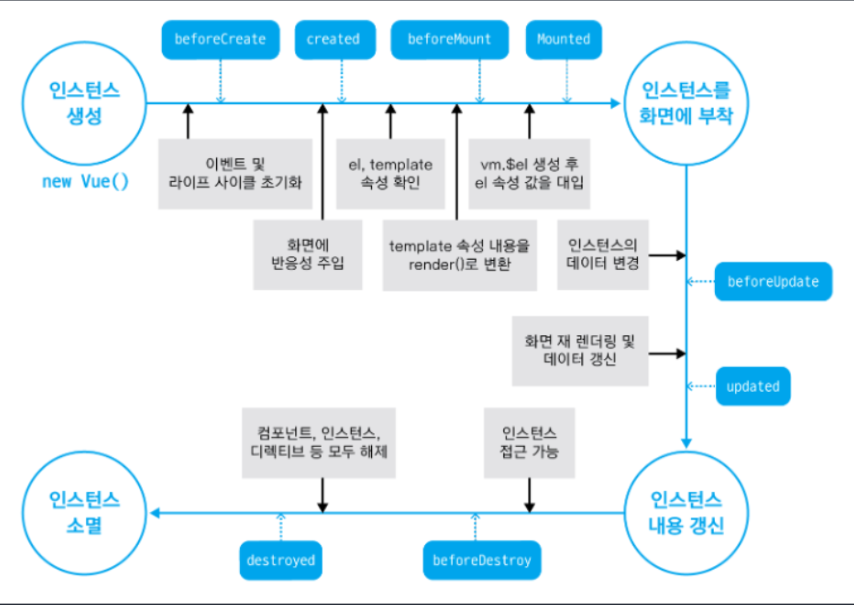 beforeCreate
created
beforeMount
Mounted
인스턴스
생성
new Vue()
인스턴스를
화면에 부착
이벤트 및
라이프 사이클 초기화
el, template
속성 확인
vm.$el 생성 후
el 속성 값을 대입
화면에
반응성 주입
template 속성 내용을
render()로 변환
인스턴스의
데이터 변경
beforeUpdate
화면 재 렌더링 및
데이터 갱신
updated
컴포넌트, 인스턴스,
디렉티브 등 모두 해제
인스턴스
접근 가능
인스턴스
소멸
인스턴스
내용 갱신
destroyed
beforeDestroy